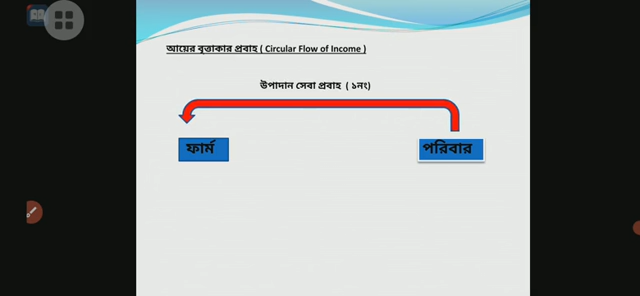 আয়ের বৃত্তাকার প্রবাহ ( Circular Flow of Income )
উপাদান সেবা প্রবাহ ( ১নং)
ফার্ম
পরিবার